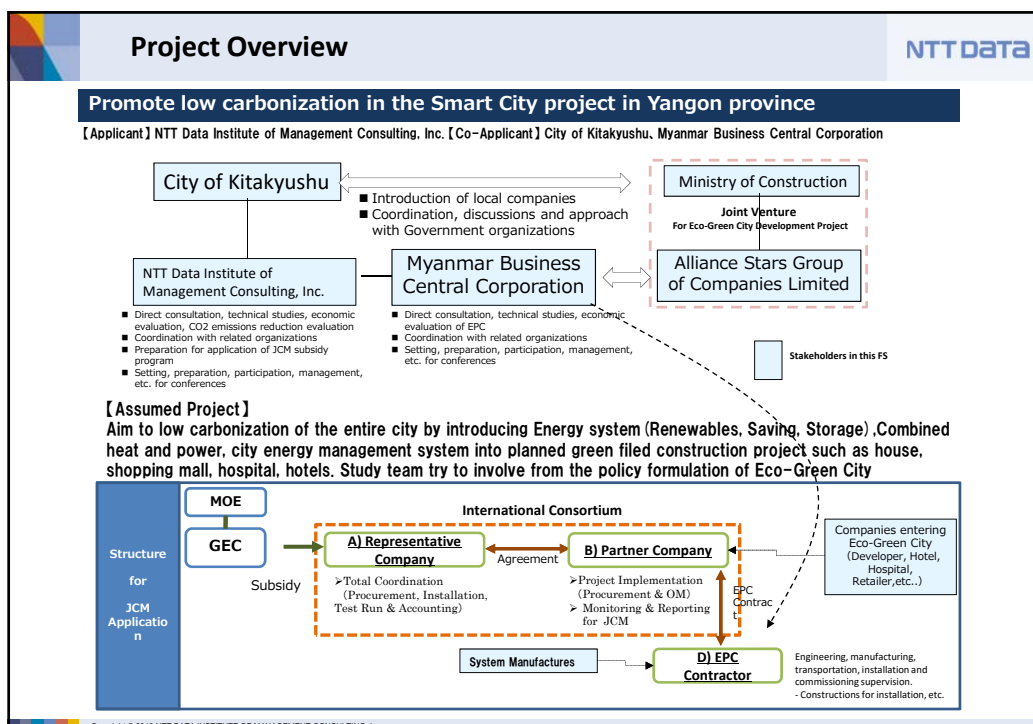 Project Overview
NTT DATA
Promote low carbonization in the Smart City project in Yangon province
【Applicant】NTT Data Institute of Management Consulting, Inc.【Co-Applicant】City of Kitakyushu、Myanmar Business Central Corporation
City of Kitakyushu
■ Introduction of local companies
■ Coordination, discussions and approach
with Government organizations
Ministry of Construction
Joint Venture
For Eco-Green City Development Project
Alliance Stars Group
of Companies Limited
NTT Data Institute of
Management Consulting, Inc.
■ Direct consultation, technical studies, economic
evaluation, CO2 emissions reduction evaluation
■ Coordination with related organizations
■ Preparation for application of JCM subsidy
program
■ Setting, preparation, participation, management,
etc. for conferences
Myanmar Business
Central Corporation
■ Direct consultation, technical studies, economic
evaluation of EPC
■ Coordination with related organizations
■ Setting, preparation, participation, management,
etc. for conferences
Stakeholders in this FS
【Assumed Project】
Aim to low carbonization of the entire city by introducing Energy system (Renewables, Saving, Storage) ,Combined
heat and power, city energy management system into planned green filed construction project such as house,
shopping mall, hospital, hotels. Study team try to involve from the policy formulation of Eco-Green City
Structure
for
JCM
Applicatio
n
MOE
GEC
Subsidy
International Consortium
A) Representative
Company
➢Total Coordination
(Procurement, Installation,
Test Run & Accounting)
Agreement
B) Partner Company
➢Project Implementation
(Procurement & OM)
➢ Monitoring & Reporting
for JCM
EPC
Contrac
t
Companies entering
Eco-Green City
(Developer, Hotel,
Hospital,
Retailer,etc..)
System Manufactures
D) EPC
Contractor
Engineering, manufacturing,
transportation, installation and
commissioning supervision.
- Constructions for installation, etc.